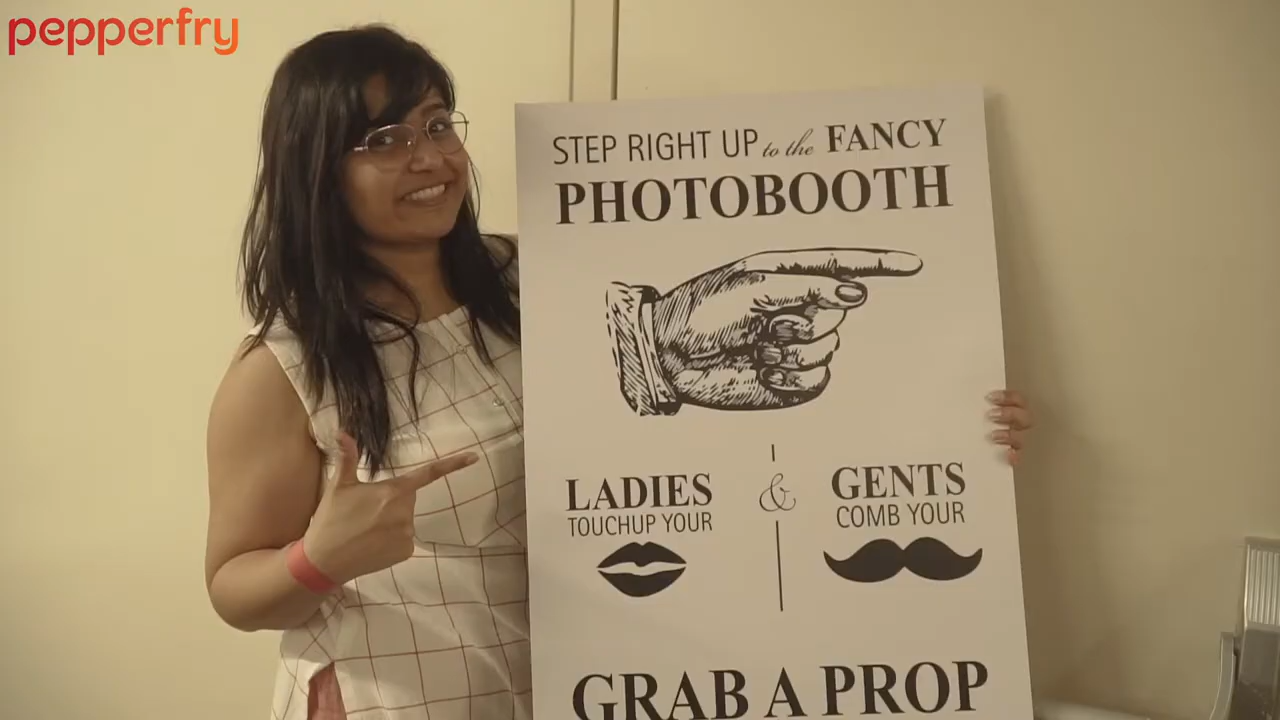 pepperfry
STEP RIGHT UP to the FANCY
PHOTOBOOTH
LADIES
TOUCHUP YOUR
&
GENTS
COMB YOUR
GRAB A PROP